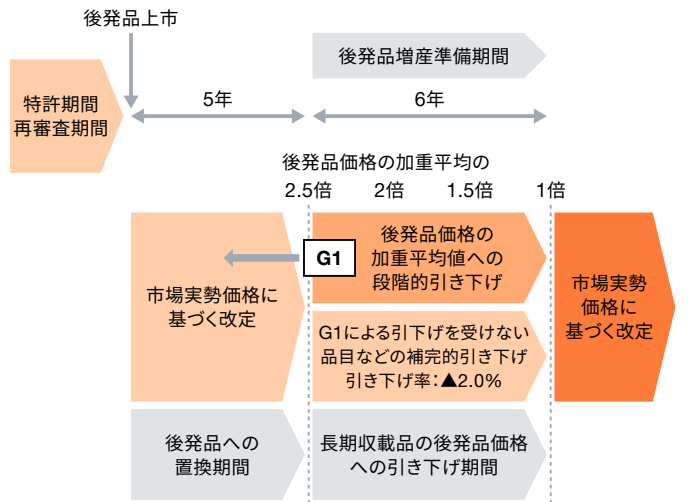 後発品上市
後発品増産準備期間
特許期間
再審査期間
5年
6年
後発品価格の加重平均の
2.5倍
2倍
1.5倍
1倍
G1
後発品価格の
加重平均値への
段階的引き下げ
市場実勢価格に
基づく改定
市場実勢
価格に
基づく改定
G1による引下げを受けない
品目などの補完的引き下げ
引き下げ率：▲2.0%
後発品への
置換期間
長期収載品の後発品価格
への引き下げ期間